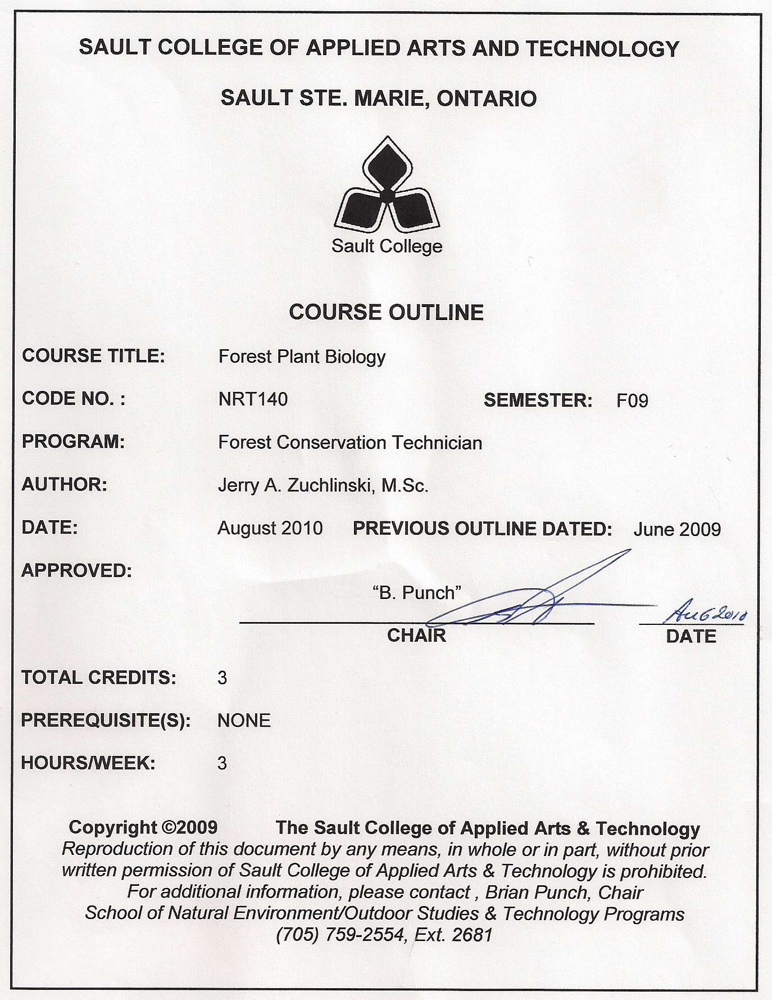 SAULT COLLEGE OF APPLIED ARTS AND TECHNOLOGY
SAULT STE. MARIE, ONTARIO
Sault College
COURSE OUTLINE
COURSE TITLE: Forest Plant Biology
CODE NO. : NRT140 SEMESTER: F09
PROGRAM: Forest Conservation Technician
AUTHOR: Jerry A. Zuchlinski, M.Sc.
DATE: August 2010 PREVIOUS OUTLINE DATED: June 2009
APPROVED:
“B. Punch”
Aug 2010
CHAIR DATE
TOTAL CREDITS: 3
PREREQUISITE(S): NONE
HOURS/WEEK: 3
Copyright ©2009 The Sault College of Applied Arts & Technology
Reproduction of this document by any means, in whole or in part, without prior
written permission of Sault College of Applied Arts & Technology is prohibited.
For additional information, please contact , Brian Punch, Chair
School of Natural Environment/Outdoor Studies & Technology Programs
(705) 759-2554, Ext. 2681